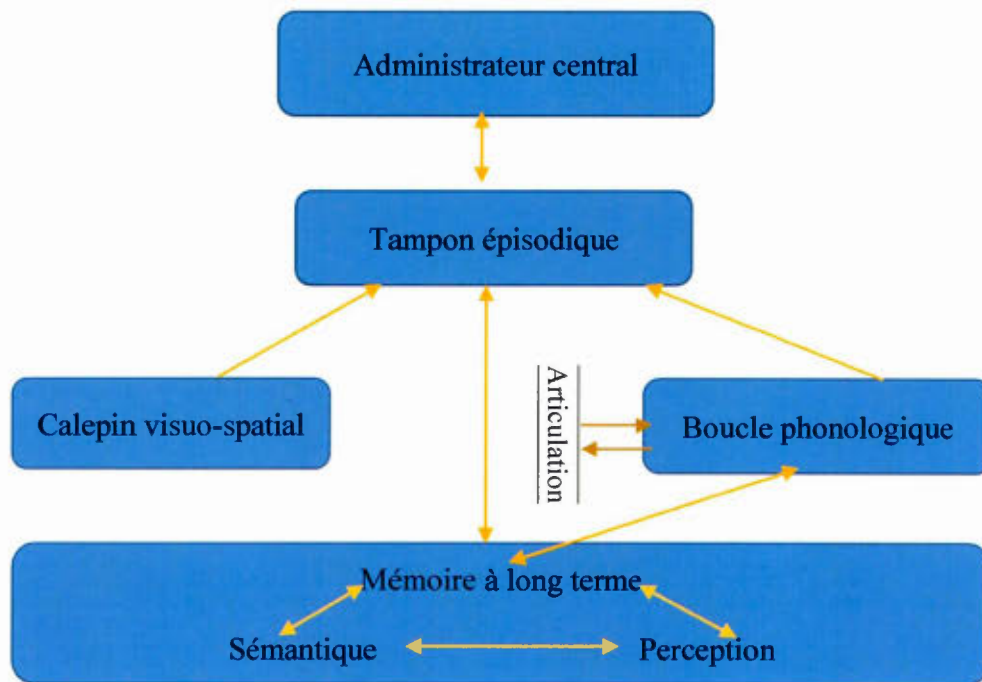 Administrateur central
Tampon épisodique
Calepin visuo-spatial
Articulation
Boucle phonologique
Mémoire à long terme
Sémantique
Perception